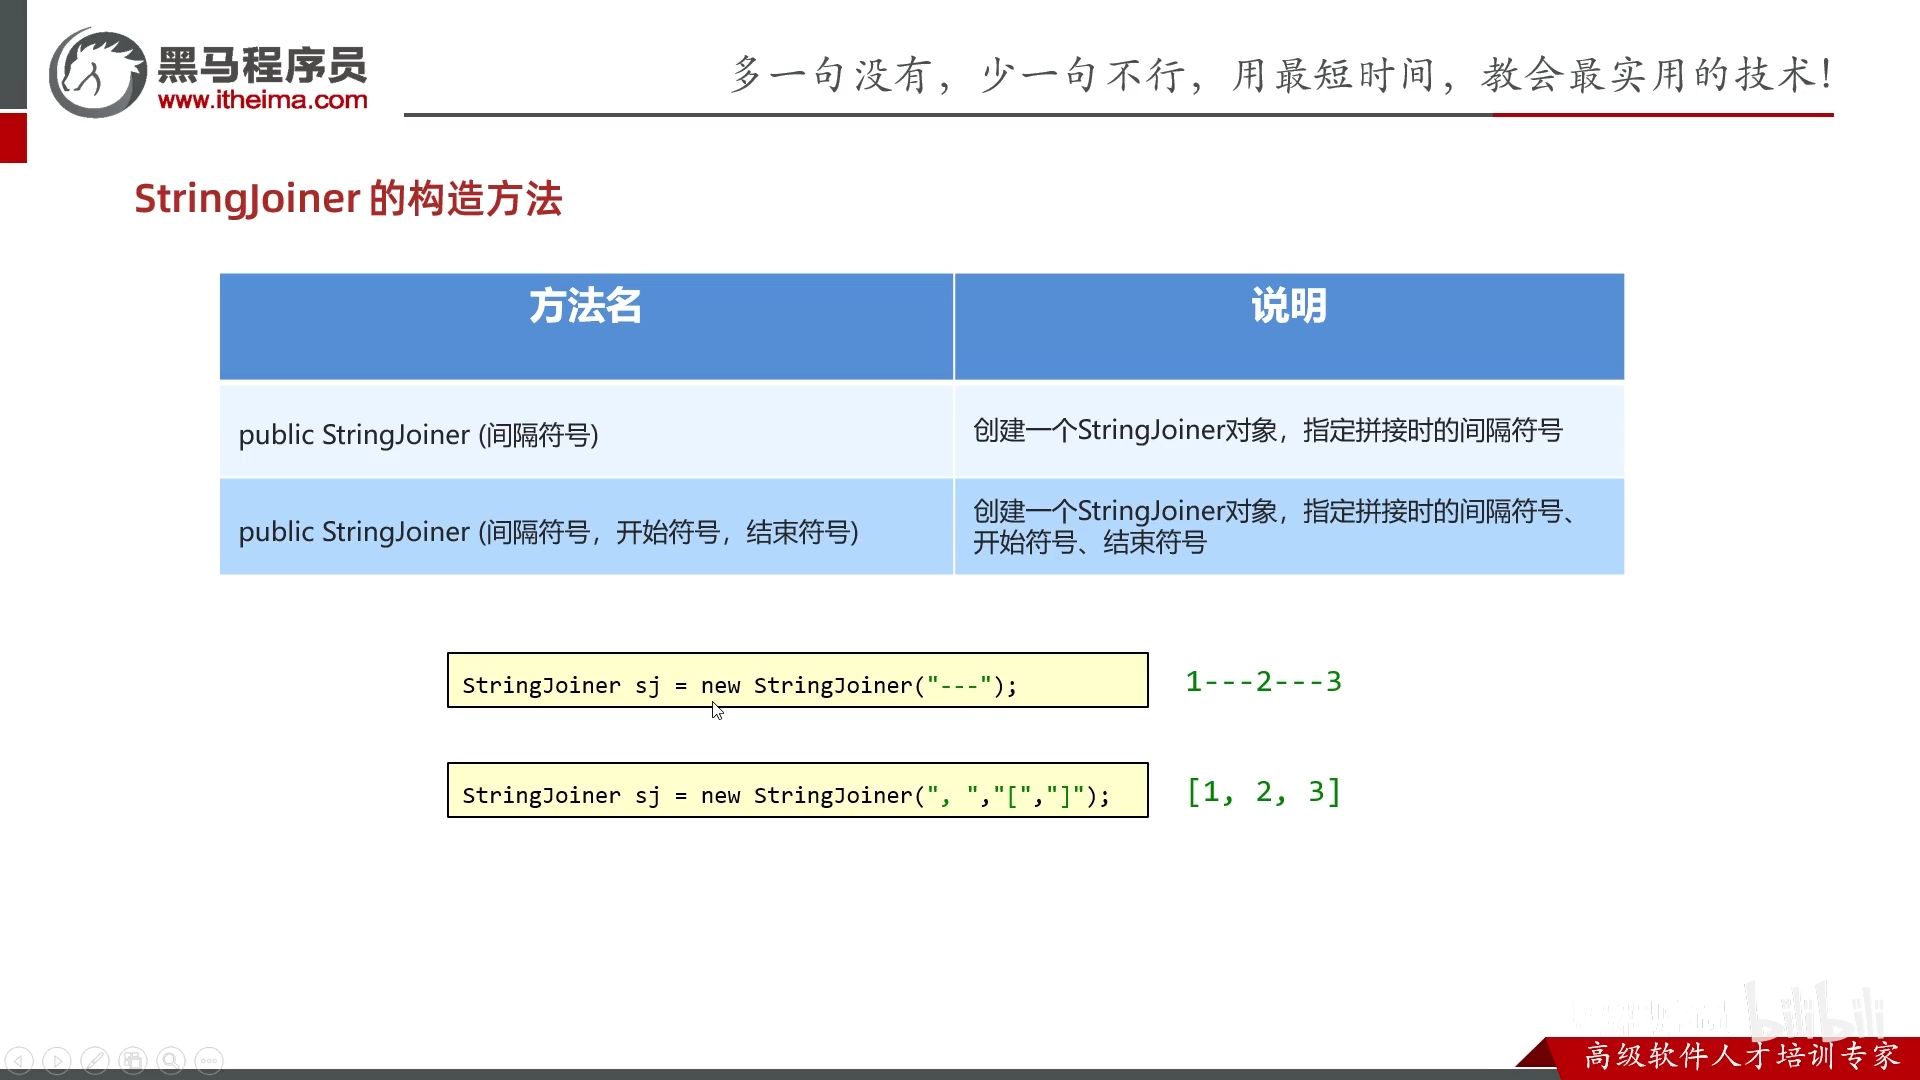 黑马程序员
www.itheima.com
多一句没有，少一句不行，用最短时间，教会最实用的技术！
StringJoiner 的构造方法
方法名
说明
public StringJoiner (间隔符号)
创建一个StringJoiner对象，指定拼接时的间隔符号
public StringJoiner (间隔符号，开始符号，结束符号)
创建一个StringJoiner对象，指定拼接时的间隔符号、
开始符号、结束符号
StringJoiner sj = new StringJoiner("---");
1---2---3
StringJoiner sj = new StringJoiner(", ","[","]");
[1, 2, 3]
bilibili
高级软件人才培训专家